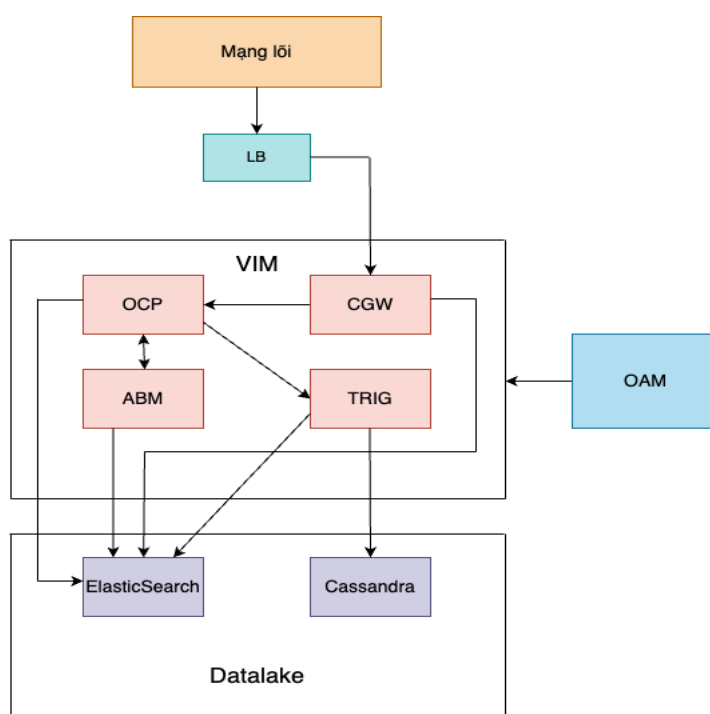 Mạng lõi
LB
VIM
OCP
CGW
OAM
ABM
TRIG
ElasticSearch
Cassandra
Datalake